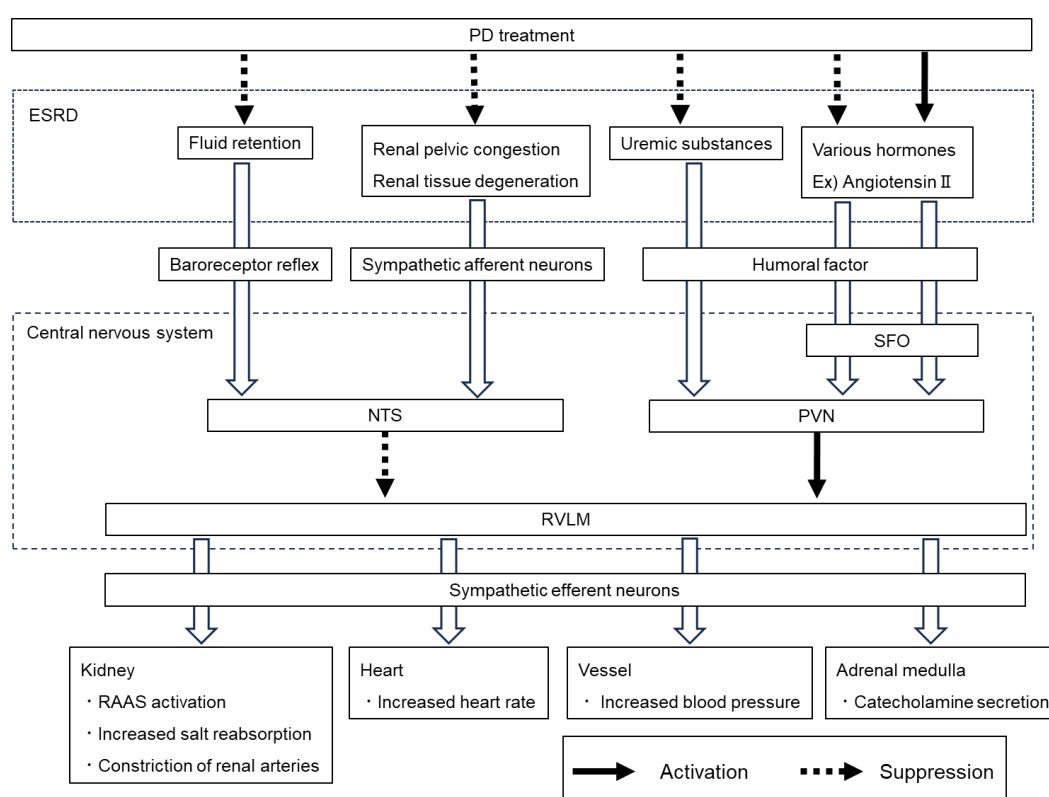 PD treatment
ESRD
Fluid retention
Renal pelvic congestion
Renal tissue degeneration
Uremic substances
Various hormones
Ex) Angiotensin Ⅱ
Baroreceptor reflex
Sympathetic afferent neurons
Humoral factor
Central nervous system
SFO
NTS
PVN
RVLM
Sympathetic efferent neurons
Kidney
・RAAS activation
・Increased salt reabsorption
・Constriction of renal arteries
Heart
・Increased heart rate
Vessel
・ Increased blood pressure
Adrenal medulla
・Catecholamine secretion
Activation
Suppression